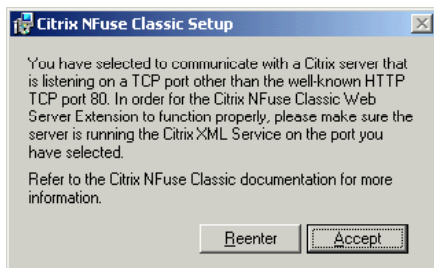 Citrix NFuse Classic Setup
You have selected to communicate with a Citrix server that
is listening on a TCP port other than the well-known HTTP
TCP port 80. In order for the Citrix NFuse Classic Web
Server Extension to function properly, please make sure the
server is running the Citrix XML Service on the port you
have selected.
Refer to the Citrix NFuse Classic documentation for more
information.
Reenter Accept